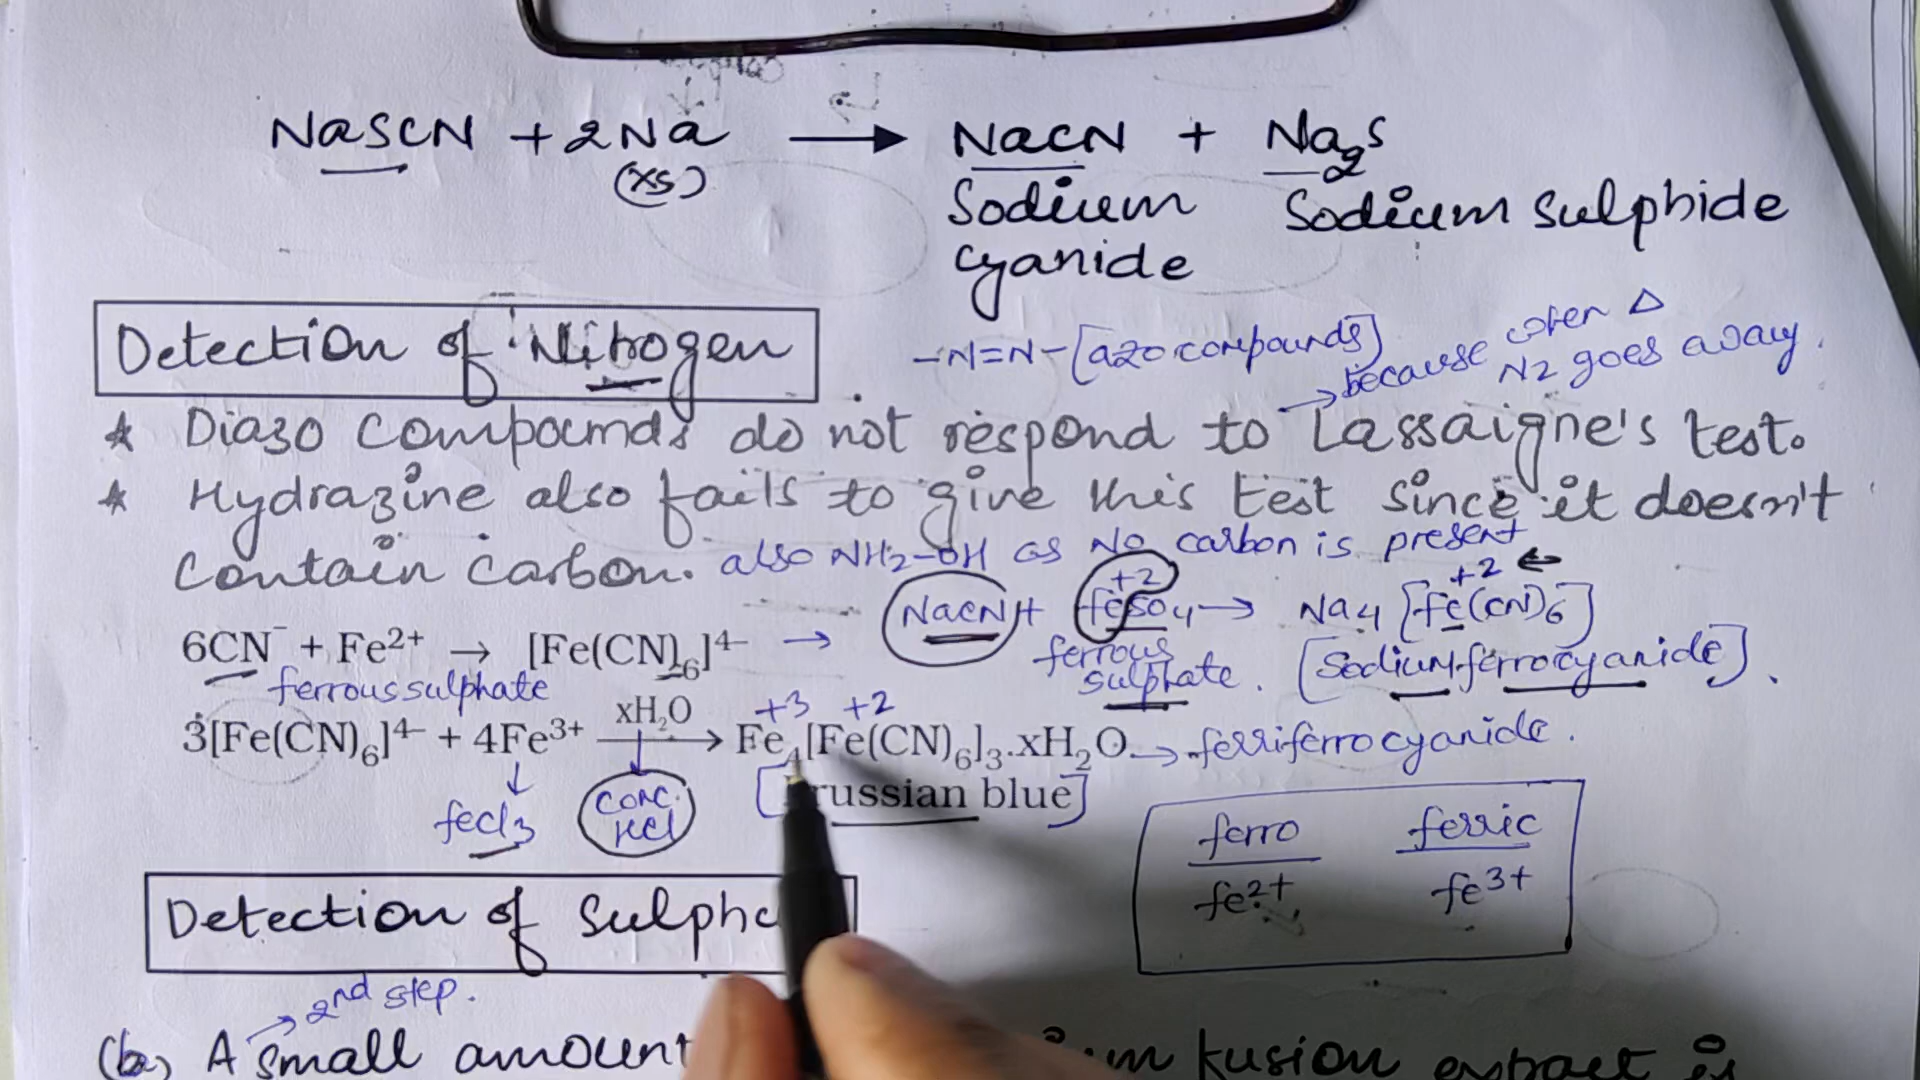 NaSCN + 2Na (xs) → NaCN + Na2S
Sodium cyanide
Sodium sulphide
Detection of Nitrogen
-N=N- [azo compounds]
→ because when Δ N2 goes away.
★ Diazo compounds do not respond to Lassaigne's test.
★ Hydrazine also fails to give this test since it doesn't
contain carbon. also NH2-OH as No carbon is present
+2 +2 ←
6CN⁻ + Fe²⁺ → [Fe(CN)₆]⁴⁻ → NaCN + feSO4 → Na4 [fe(CN)6]
ferrous sulphate
ferrous sulphate. [Sodium ferrocyanide].
+3 +2
3[Fe(CN)₆]⁴⁻ + 4Fe³⁺ xH₂O → Fe₄[Fe(CN)₆]₃.xH₂O → ferriferrocyanide.
↓ fecl3
conc. HCl
russian blue]
ferro ferric
fe2+ fe3+
Detection of Sulph
→ 2nd step.
(b) A small amount fusion extract is